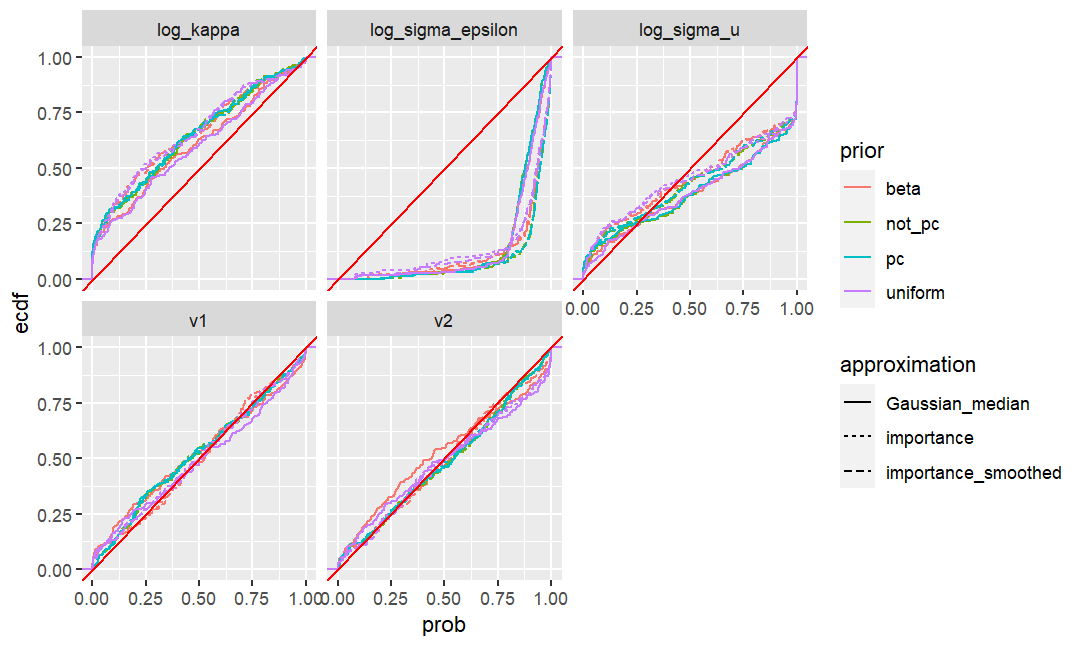 log_kappa log_sigma_epsilon log_sigma_u
1.00
0.75
0.50
0.25
0.00
0.00 0.25 0.50 0.75 1.00
v1 v2
1.00
0.75
0.50
0.25
0.00
0.00 0.25 0.50 0.75 1.00 0.00 0.25 0.50 0.75 1.00
prob
ecdf
prior
beta
not_pc
pc
uniform
approximation
Gaussian_median
importance
importance_smoothed